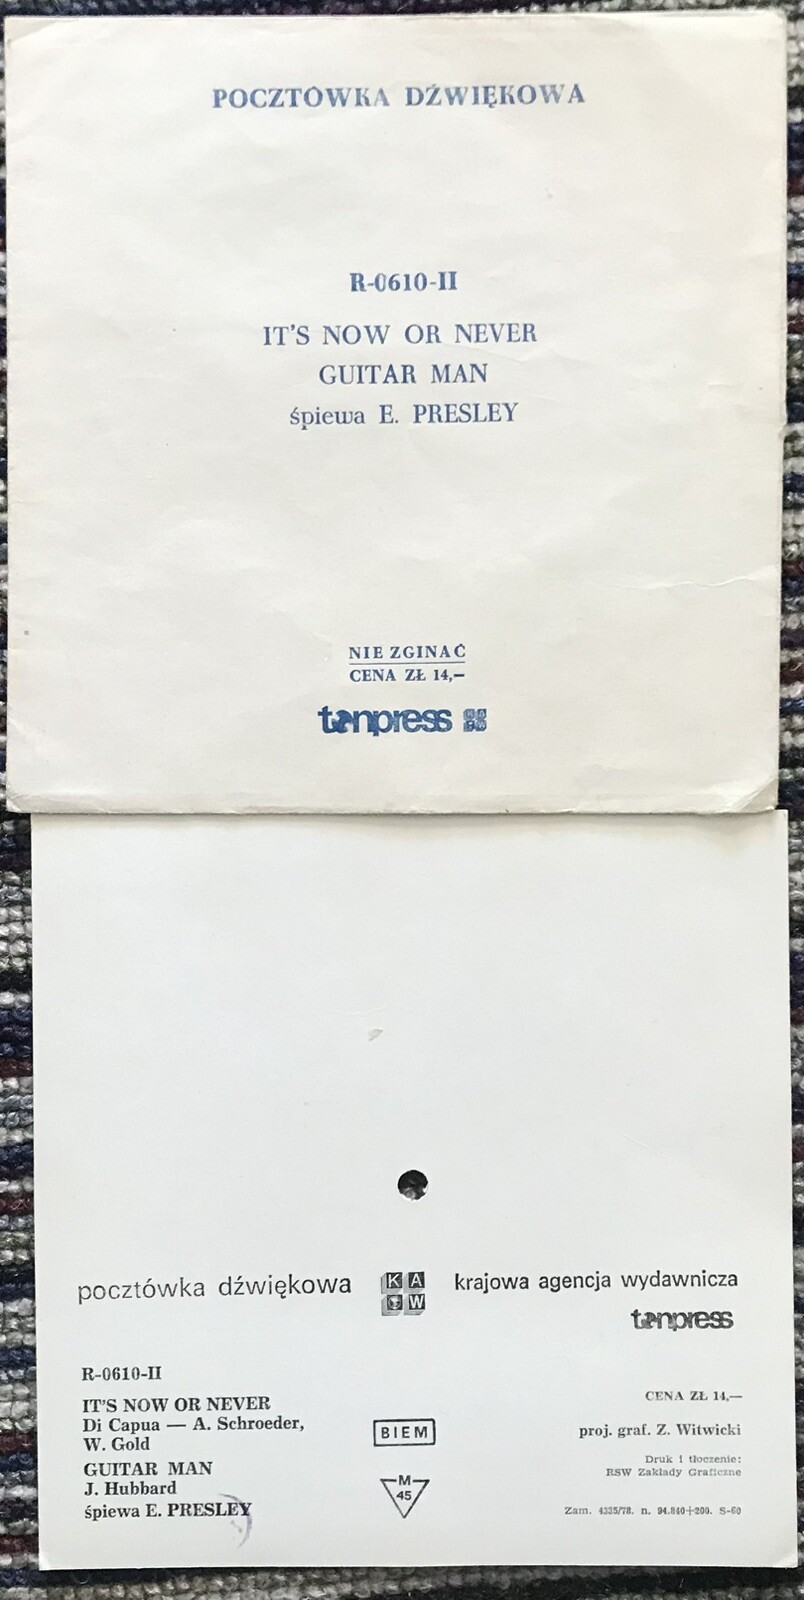 POCZTÓWKA DŹWIĘKOWA
R-0610-II
IT'S NOW OR NEVER
GUITAR MAN
śpiewa E. PRESLEY
NIE ZGINAĆ
CENA ZŁ 14,—
tonpress KAW
pocztówka dźwiękowa
KAW
krajowa agencja wydawnicza
tonpress
R-0610-II
IT'S NOW OR NEVER
Di Capua — A. Schroeder,
W. Gold
GUITAR MAN
J. Hubbard
śpiewa E. PRESLEY
BIEM
M
45
CENA ZŁ 14,—
proj. graf. Z. Witwicki
Druk i tłoczenie:
RSW Zakłady Graficzne
Zam. 4335/78. n. 94.840+200. S-60